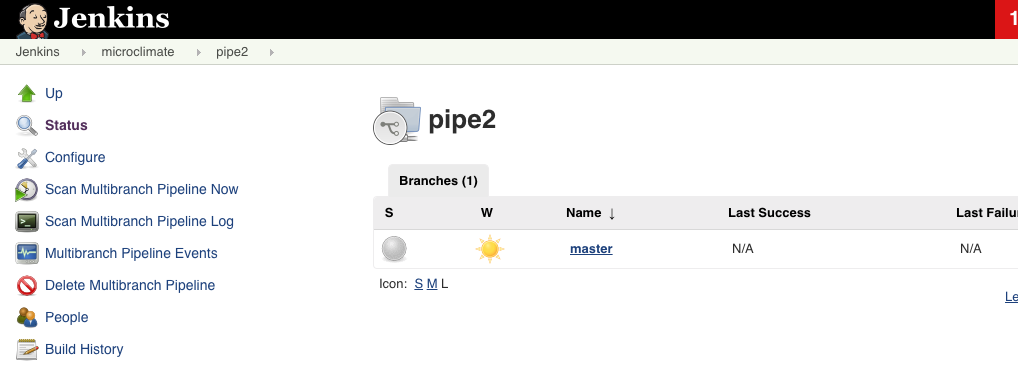 Jenkins
1
Jenkins microclimate pipe2
Up
Status
Configure
Scan Multibranch Pipeline Now
Scan Multibranch Pipeline Log
Multibranch Pipeline Events
Delete Multibranch Pipeline
People
Build History
pipe2
Branches (1)
S W Name ↓ Last Success Last Failu
master N/A N/A
Icon: S M L
Le